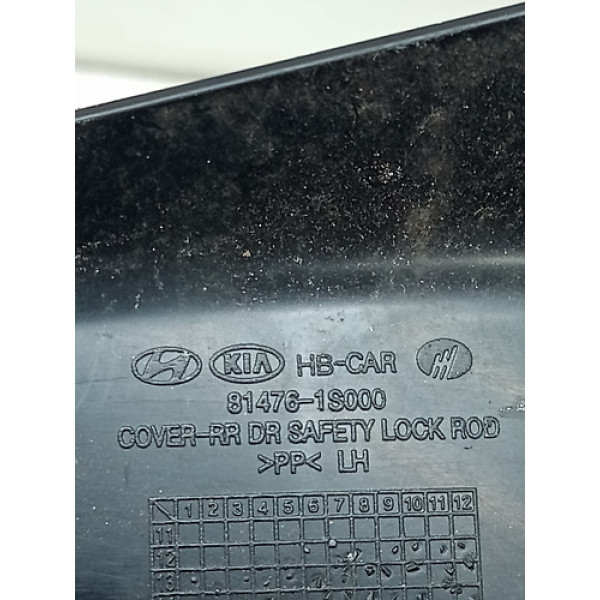 KIA HB-CAR
81476-1S000
COVER-RR DR SAFETY LOCK ROD
>PP< LH
1 2 3 4 5 6 7 8 9 10 11 12
11
12
13